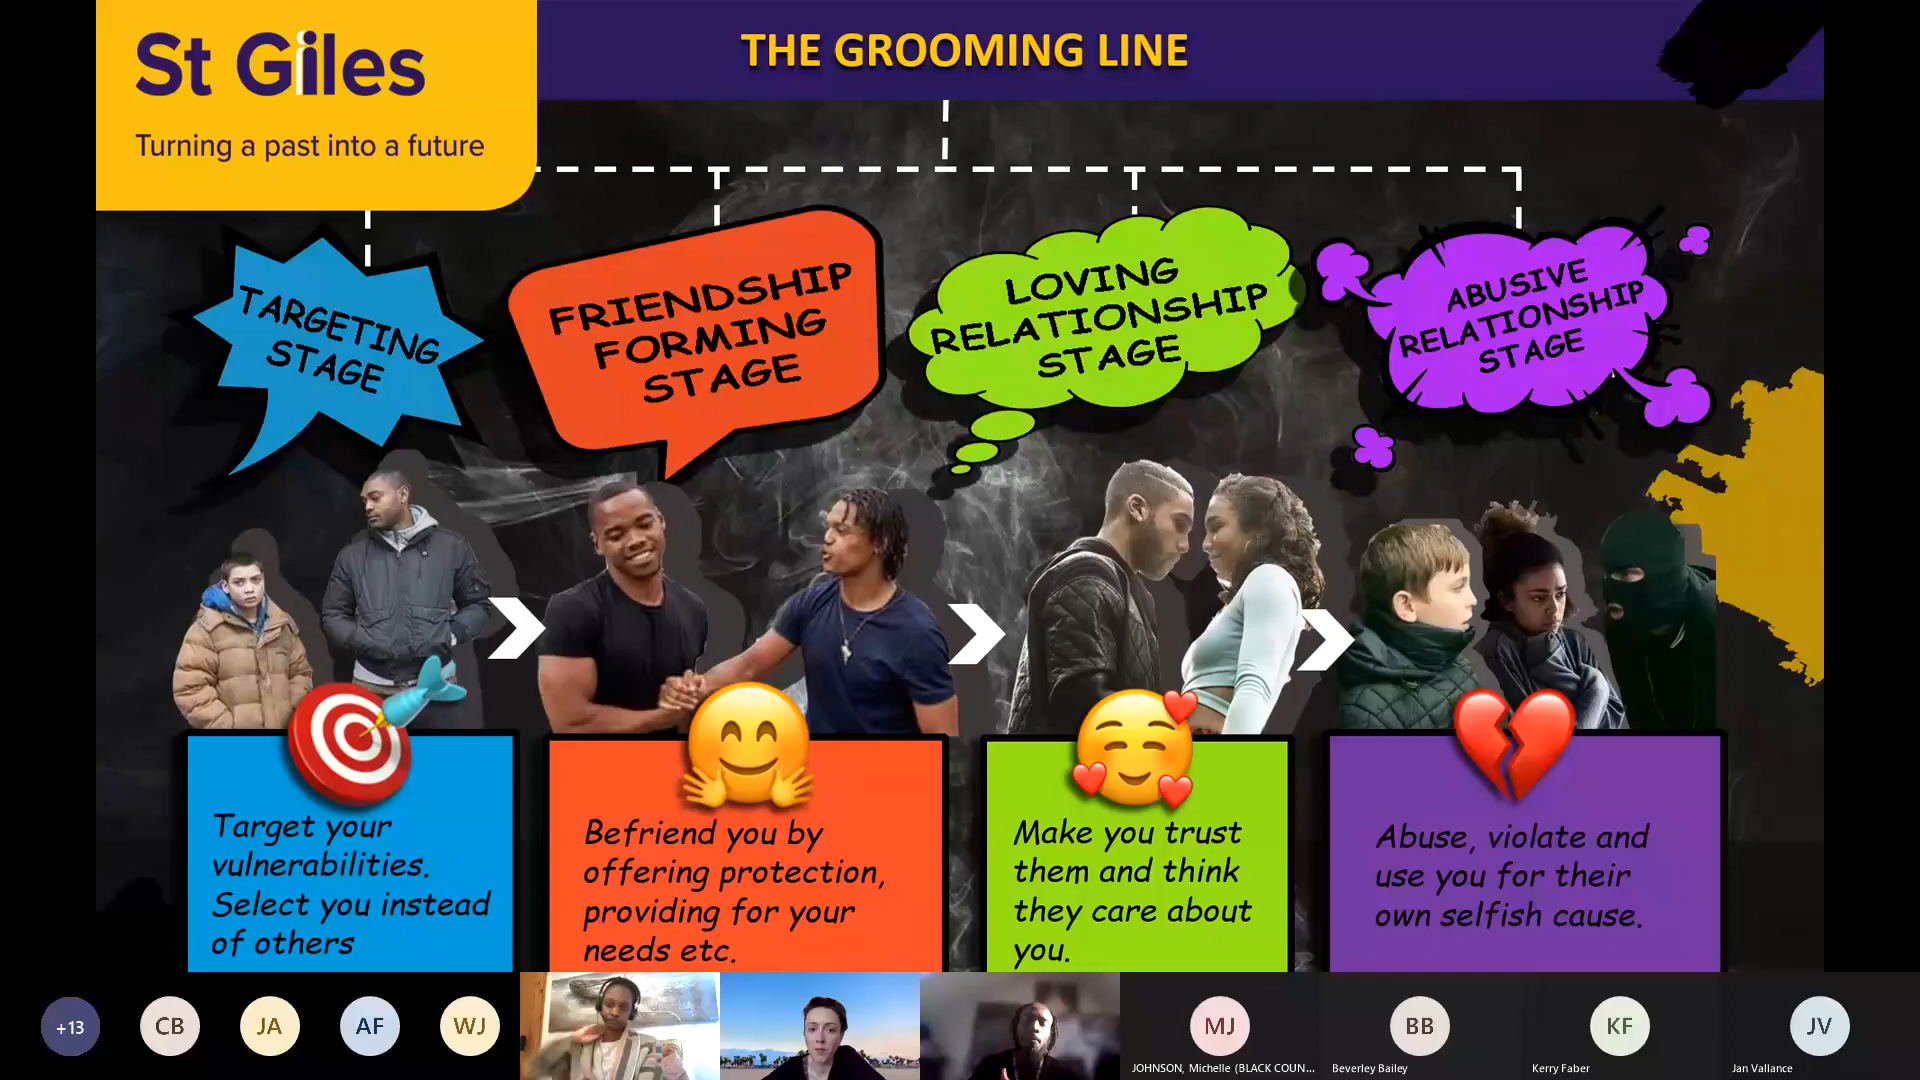 St Giles
Turning a past into a future
THE GROOMING LINE
TARGETING
STAGE
FRIENDSHIP
FORMING
STAGE
LOVING
RELATIONSHIP
STAGE
ABUSIVE
RELATIONSHIP
STAGE
Target your
vulnerabilities.
Select you instead
of others
Befriend you by
offering protection,
providing for your
needs etc.
Make you trust
them and think
they care about
you.
Abuse, violate and
use you for their
own selfish cause.
+13
CB
JA
AF
WJ
MJ
JOHNSON, Michelle (BLACK COUN...
BB
Beverley Bailey
KF
Kerry Faber
JV
Jan Vallance